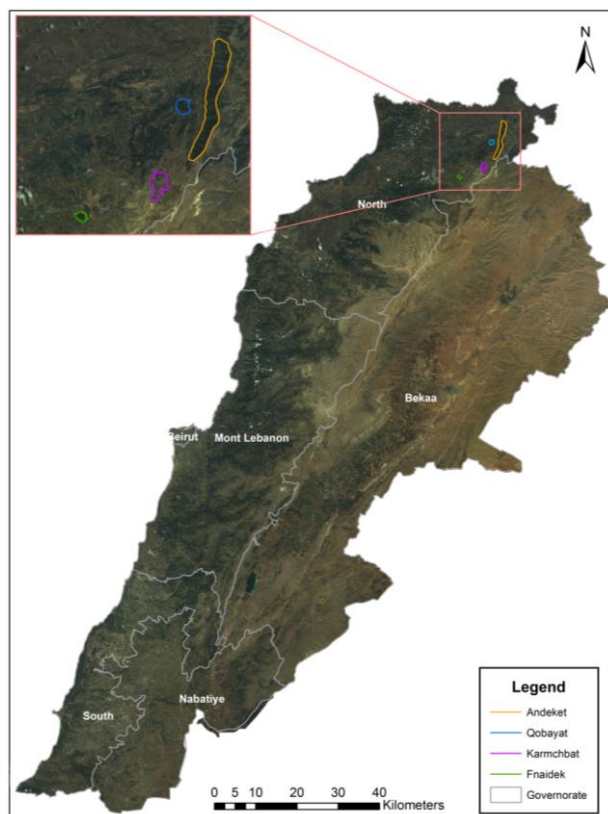 N
North
Bekaa
Beirut
Mont Lebanon
Nabatiye
South
Legend
Andeket
Qobayat
Karmchbat
Fnaidek
Governorate
0 5 10 20 30 40
Kilometers